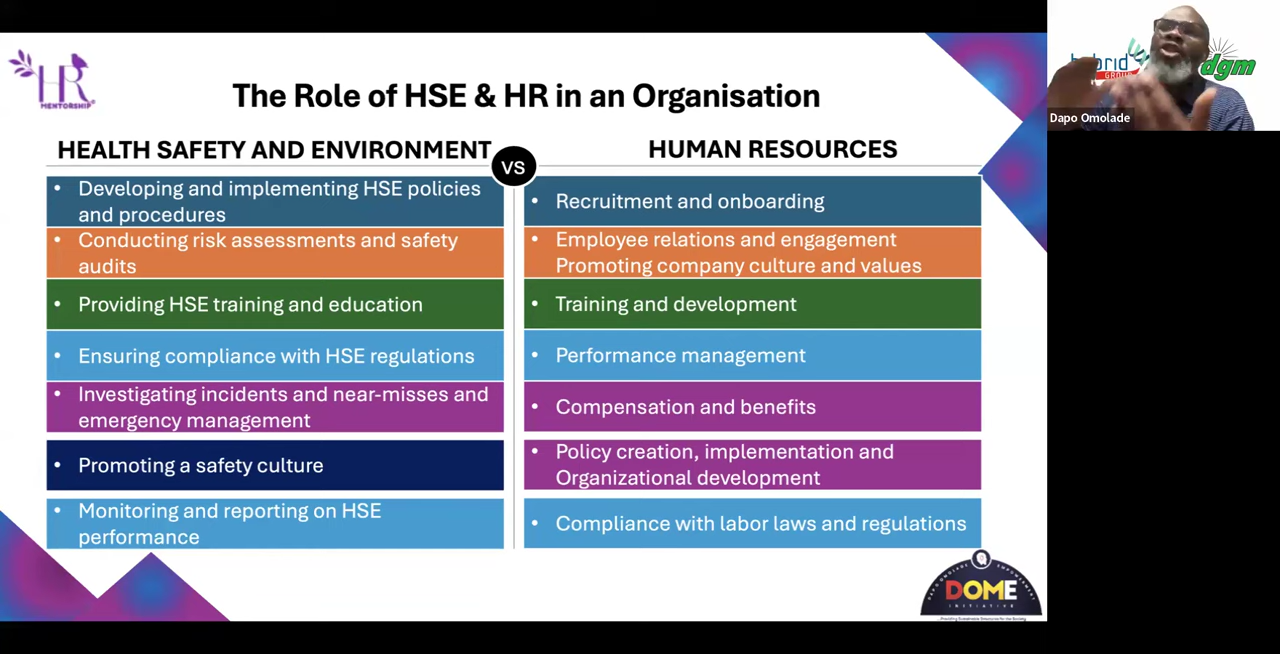 HR
MENTORSHIP
The Role of HSE & HR in an Organisation
HEALTH SAFETY AND ENVIRONMENT
VS
HUMAN RESOURCES
• Developing and implementing HSE policies
and procedures
• Conducting risk assessments and safety
audits
• Providing HSE training and education
• Ensuring compliance with HSE regulations
• Investigating incidents and near-misses and
emergency management
• Promoting a safety culture
• Monitoring and reporting on HSE
performance
• Recruitment and onboarding
• Employee relations and engagement
Promoting company culture and values
• Training and development
• Performance management
• Compensation and benefits
• Policy creation, implementation and
Organizational development
• Compliance with labor laws and regulations
GROUP
dgm
Dapo Omolade
DOME
INITIATIVE